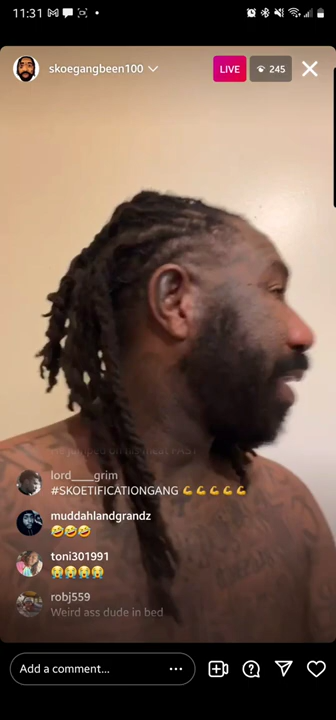 11:31
skoegangbeen100
LIVE
245
lord____grim
#SKOETIFICATIONGANG 💪💪💪💪💪
muddahlandgrandz
🤣🤣🤣
toni301991
😭😭😭😭
robj559
Weird ass dude in bed
Add a comment...